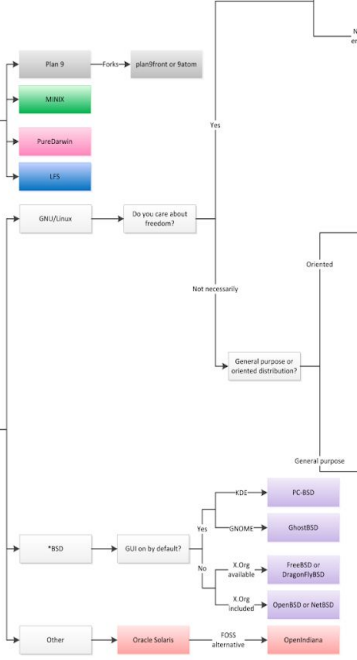 N
er
Plan 9
Forks
plan9front or 9atom
MINIX
Yes
PureDarwin
LFS
GNU/Linux
Do you care about
freedom?
Oriented
Not necessarily
General purpose or
oriented distribution?
General purpose
KDE
PC-BSD
Yes
GNOME
GhostBSD
*BSD
GUI on by default?
No
X.Org
available
FreeBSD or
DragonFlyBSD
X.Org
included
OpenBSD or NetBSD
Other
Oracle Solaris
FOSS
alternative
OpenIndiana